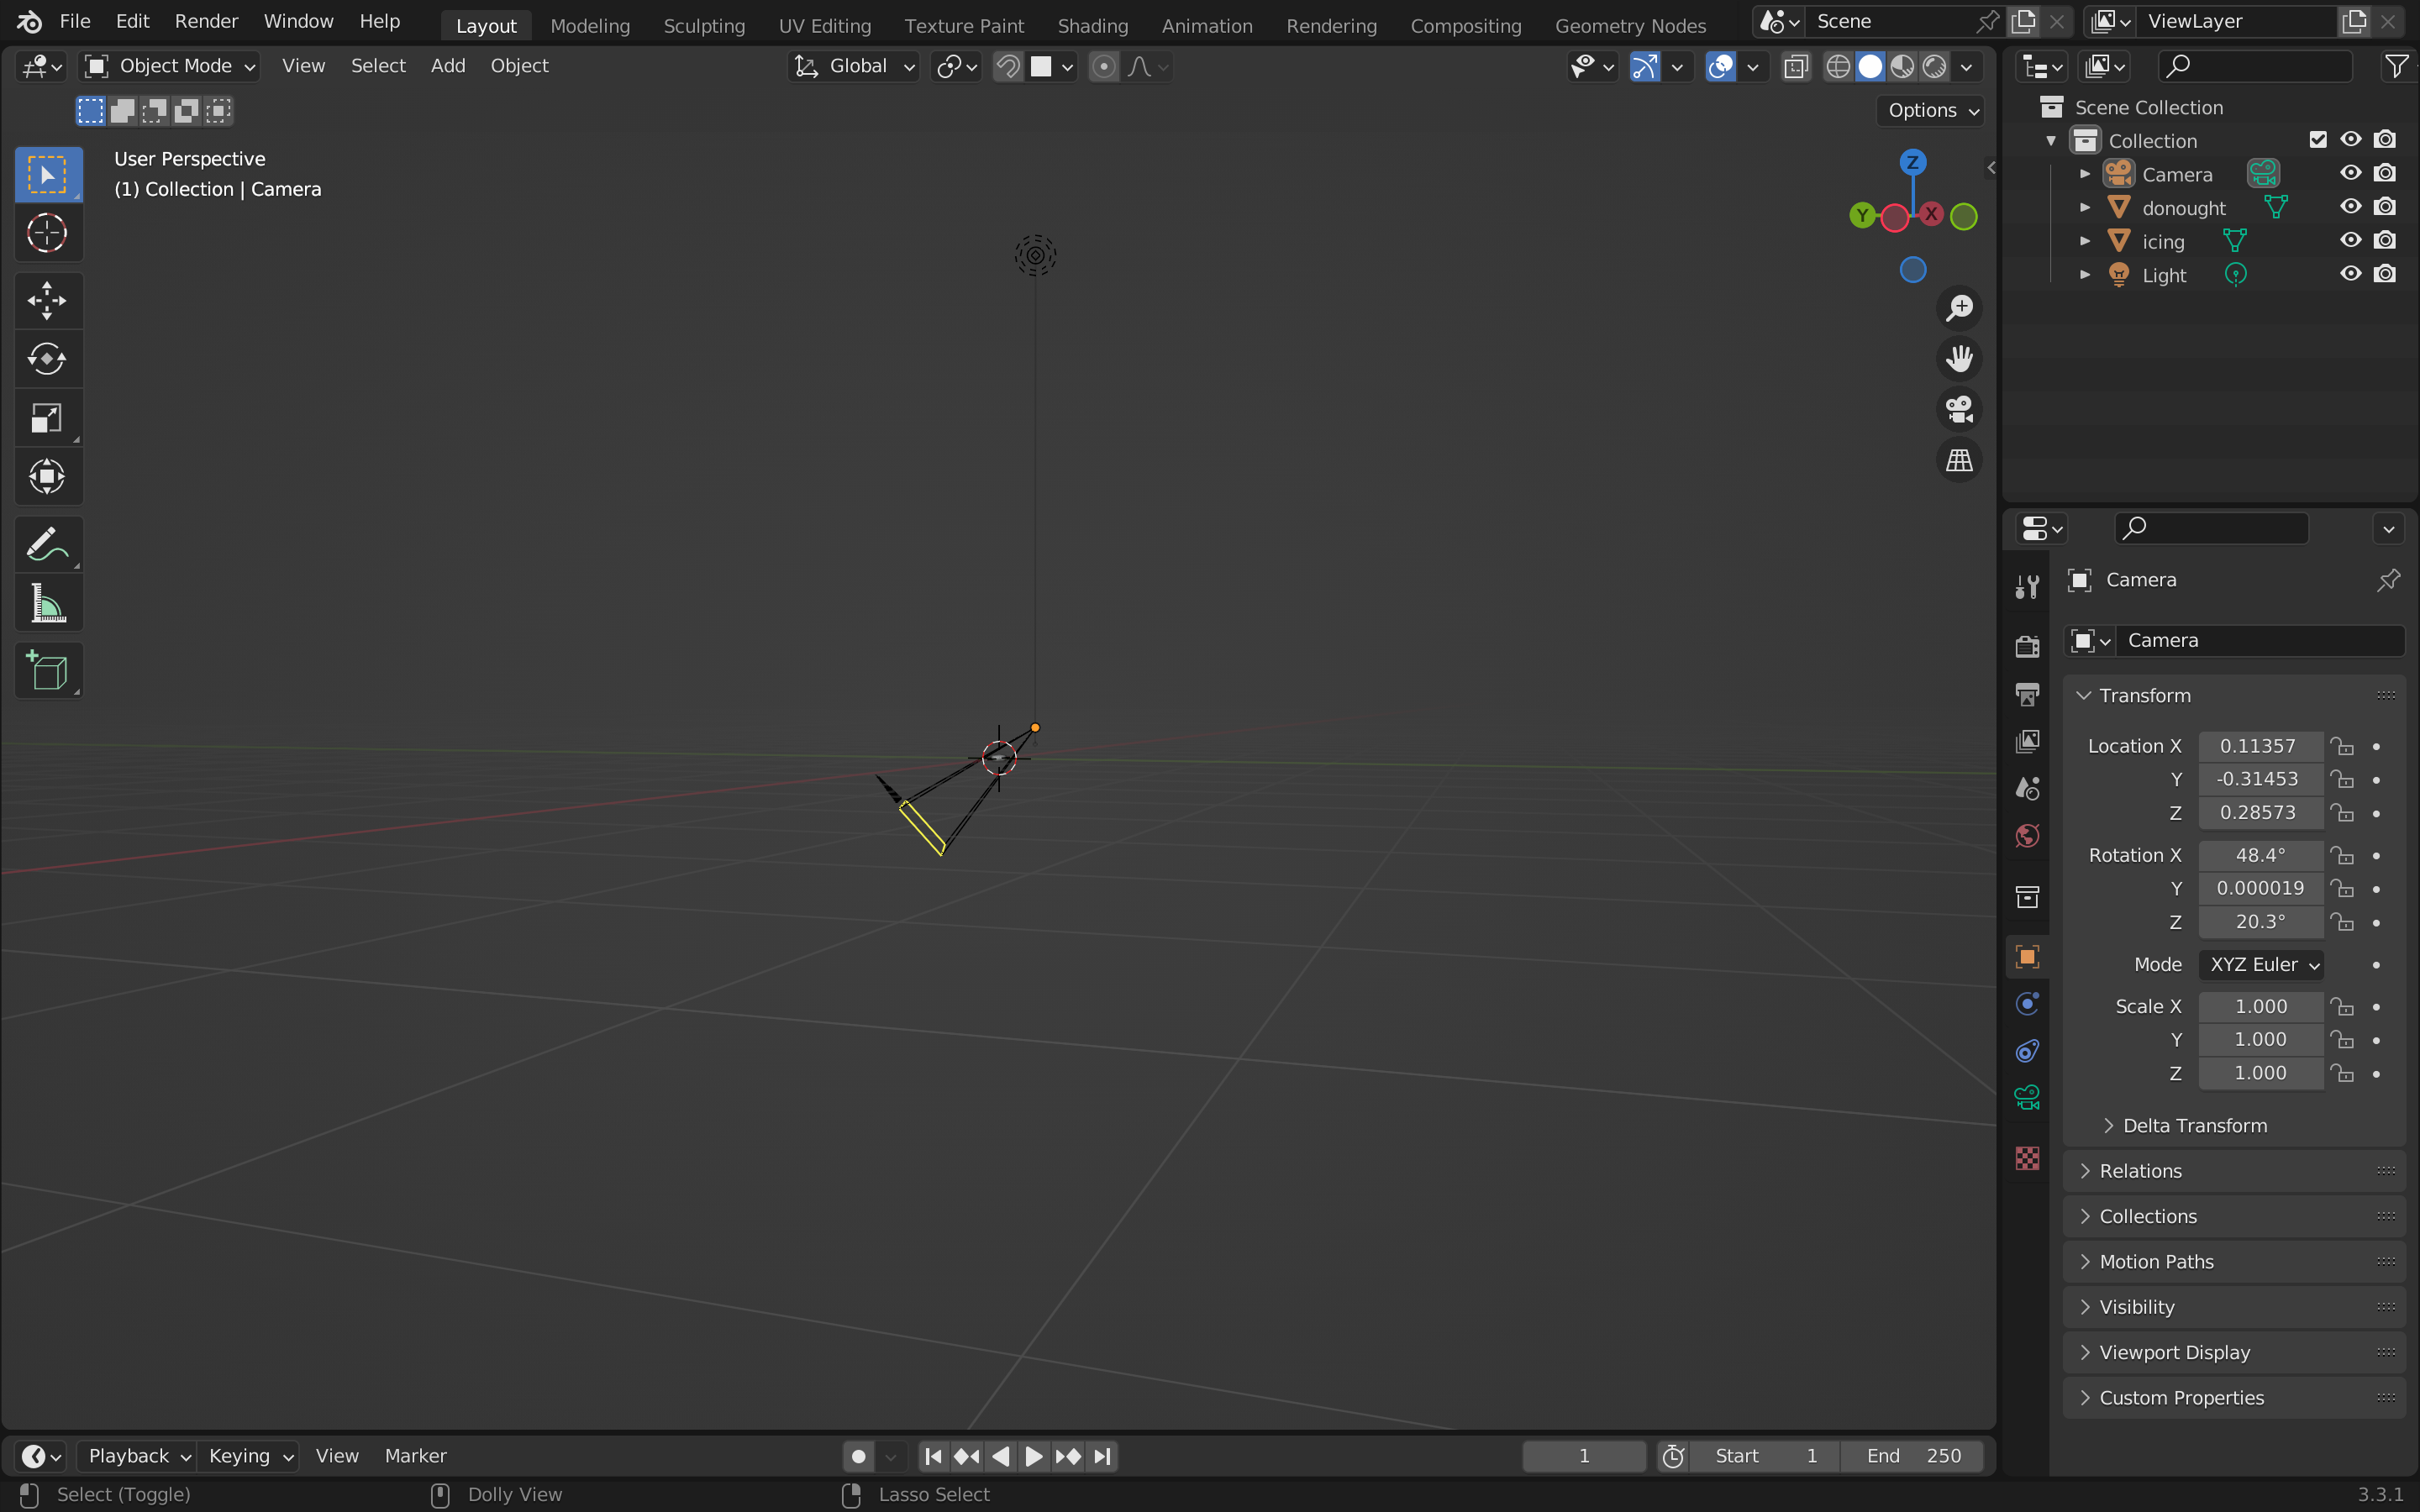 File Edit Render Window Help Layout Modeling Sculpting UV Editing Texture Paint Shading Animation Rendering Compositing Geometry Nodes Scene ViewLayer
Object Mode View Select Add Object Global
Options
User Perspective
(1) Collection | Camera
Z
Y X
Scene Collection
Collection
Camera
donought
icing
Light
Camera
Camera
Transform
Location X 0.11357
Y -0.31453
Z 0.28573
Rotation X 48.4°
Y 0.000019
Z 20.3°
Mode XYZ Euler
Scale X 1.000
Y 1.000
Z 1.000
Delta Transform
Relations
Collections
Motion Paths
Visibility
Viewport Display
Custom Properties
Playback Keying View Marker 1 Start 1 End 250
Select (Toggle) Dolly View Lasso Select 3.3.1